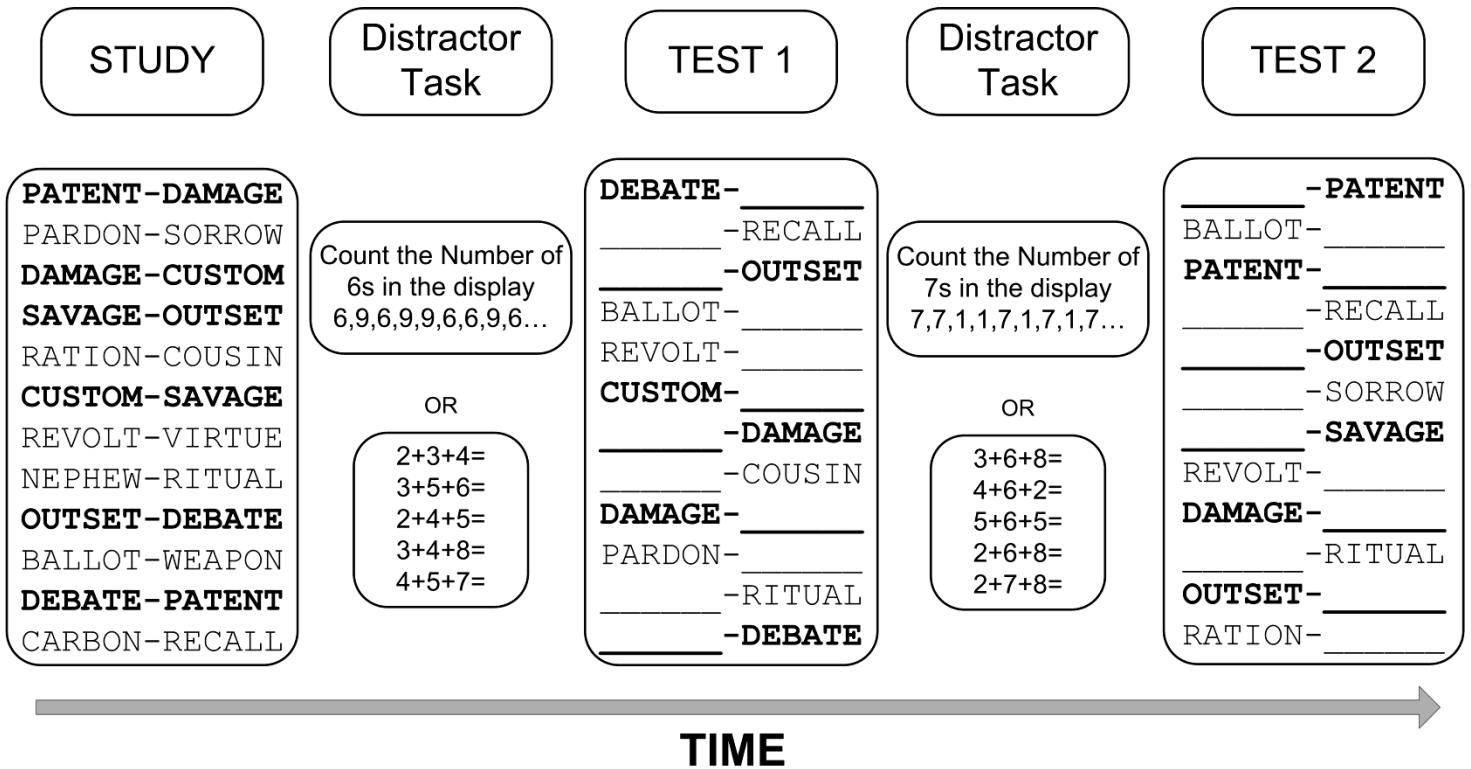 STUDY
Distractor
Task
TEST 1
Distractor
Task
TEST 2
PATENT-DAMAGE
PARDON-SORROW
DAMAGE-CUSTOM
SAVAGE-OUTSET
RATION-COUSIN
CUSTOM-SAVAGE
REVOLT-VIRTUE
NEPHEW-RITUAL
OUTSET-DEBATE
BALLOT-WEAPON
DEBATE-PATENT
CARBON-RECALL
Count the Number of
6s in the display
6,9,6,9,9,6,6,9,6…
OR
2+3+4=
3+5+6=
2+4+5=
3+4+8=
4+5+7=
DEBATE-______
______-RECALL
______-OUTSET
BALLOT-______
REVOLT-______
CUSTOM-______
______-DAMAGE
______-COUSIN
DAMAGE-______
PARDON-______
______-RITUAL
______-DEBATE
Count the Number of
7s in the display
7,7,1,1,7,1,7,1,7…
OR
3+6+8=
4+6+2=
5+6+5=
2+6+8=
2+7+8=
______-PATENT
BALLOT-______
PATENT-______
______-RECALL
______-OUTSET
______-SORROW
______-SAVAGE
REVOLT-______
DAMAGE-______
______-RITUAL
OUTSET-______
RATION-______
TIME